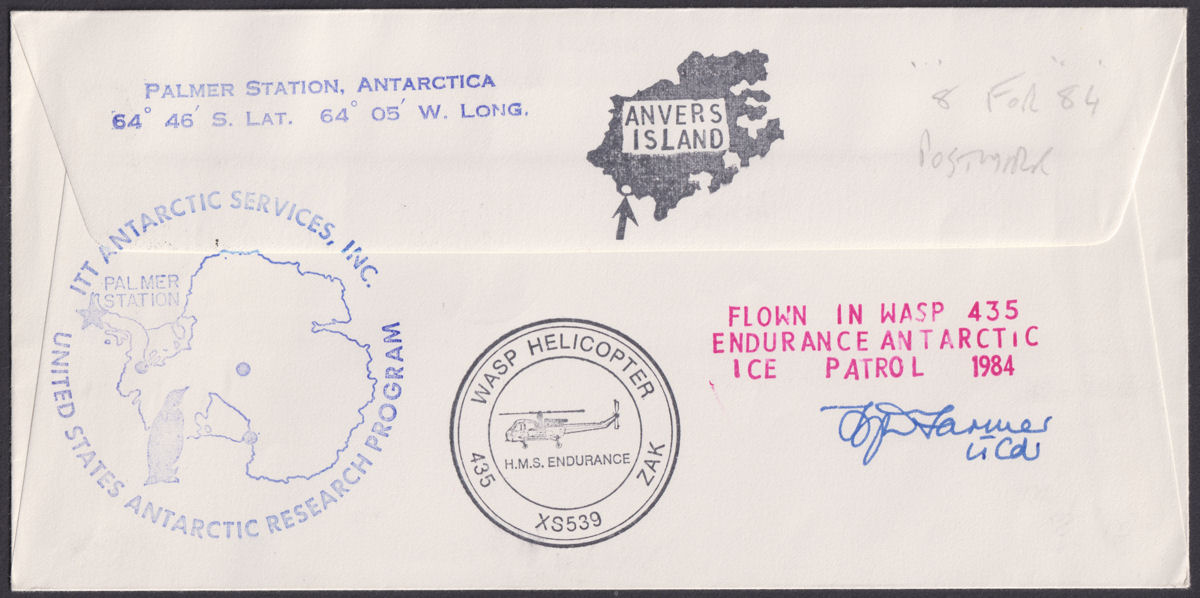 PALMER STATION, ANTARCTICA
64° 46' S. LAT. 64° 05' W. LONG.
ANVERS
ISLAND
8 FOR 84
POSTMARK
ITT ANTARCTIC SERVICES, INC.
PALMER
STATION
UNITED STATES ANTARCTIC RESEARCH PROGRAM
WASP HELICOPTER
435
H.M.S. ENDURANCE
ZAK
XS539
FLOWN IN WASP 435
ENDURANCE ANTARCTIC
ICE PATROL 1984
Farmer
Lt Cdr